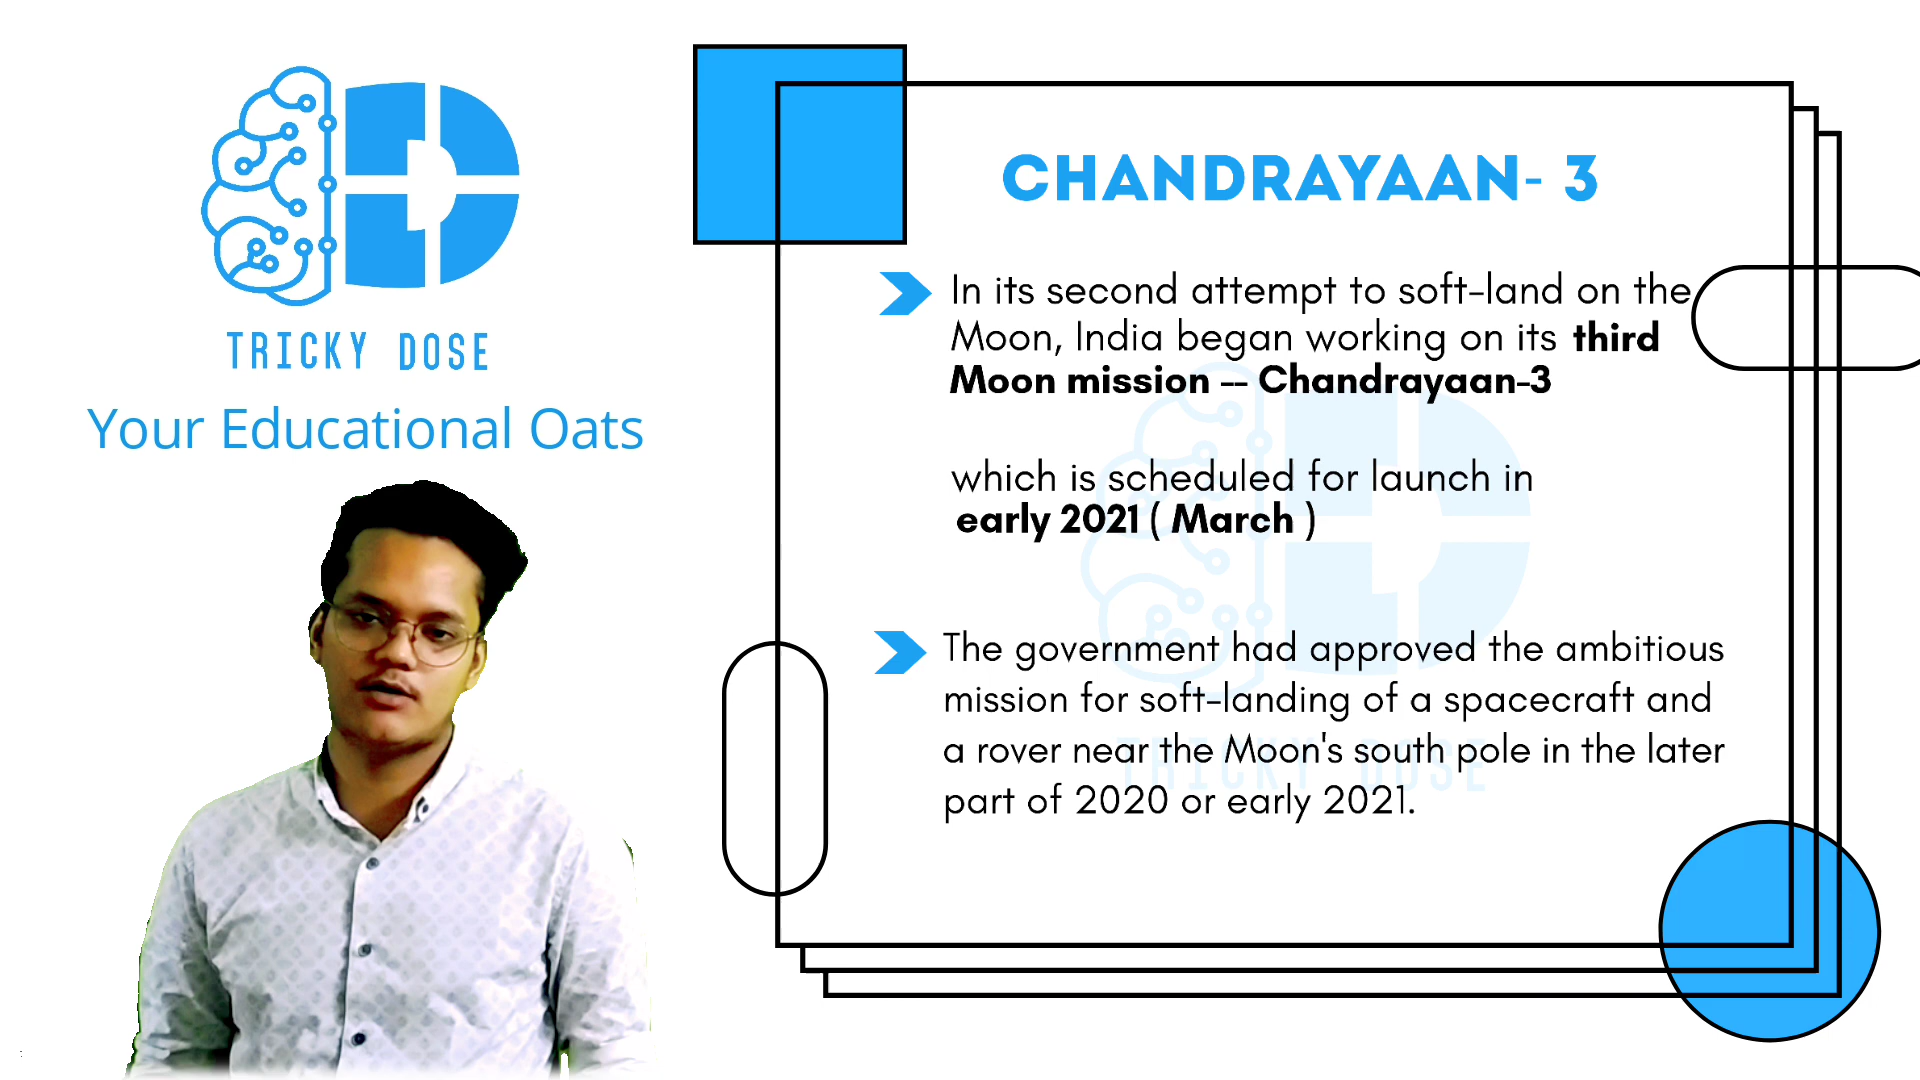 TRICKY DOSE
Your Educational Oats
CHANDRAYAAN- 3
In its second attempt to soft-land on the
Moon, India began working on its third
Moon mission -- Chandrayaan-3
which is scheduled for launch in
early 2021 ( March )
The government had approved the ambitious
mission for soft-landing of a spacecraft and
a rover near the Moon's south pole in the later
part of 2020 or early 2021.
TRICKY DOSE